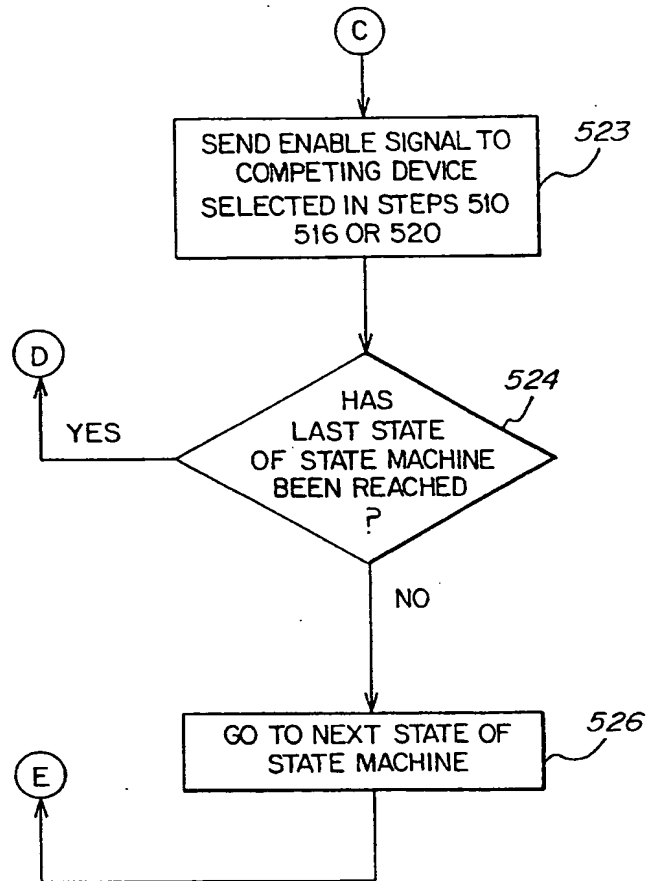 C
SEND ENABLE SIGNAL TO
COMPETING DEVICE
SELECTED IN STEPS 510
516 OR 520
523
D
YES
HAS
LAST STATE
OF STATE MACHINE
BEEN REACHED
?
524
NO
GO TO NEXT STATE OF
STATE MACHINE
526
E